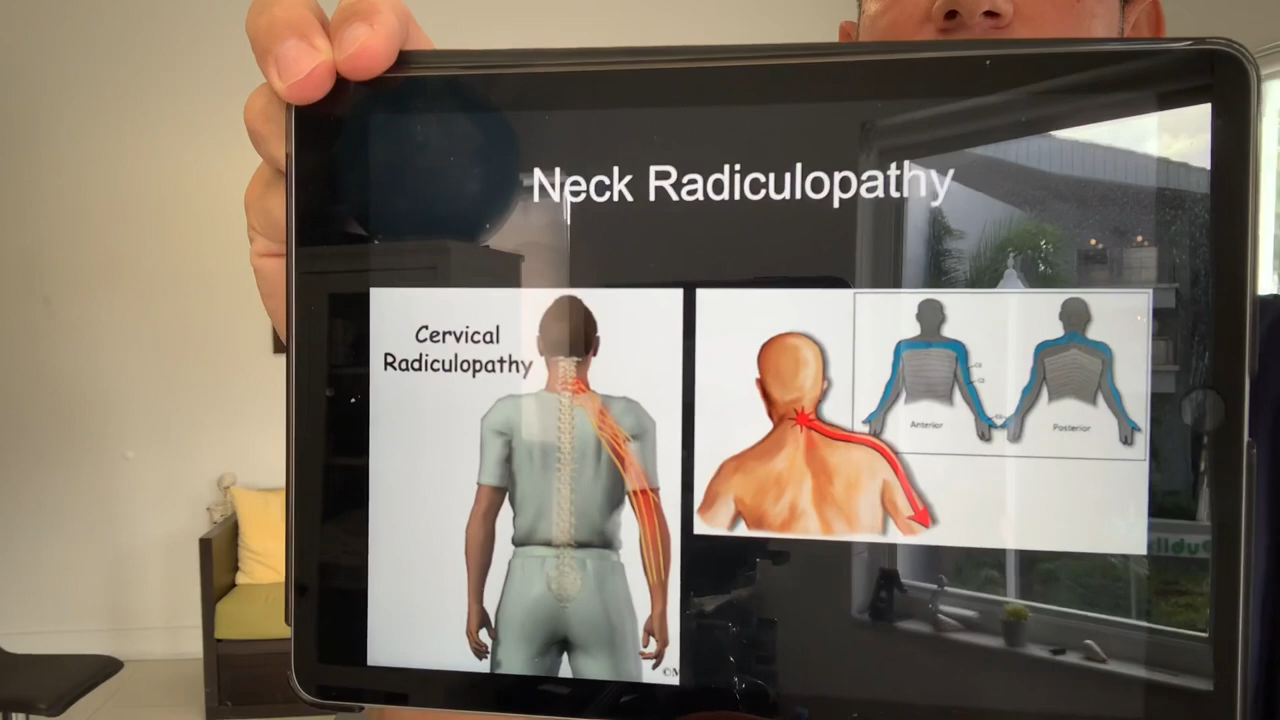 Neck Radiculopathy
Cervical
Radiculopathy
Anterior
Posterior